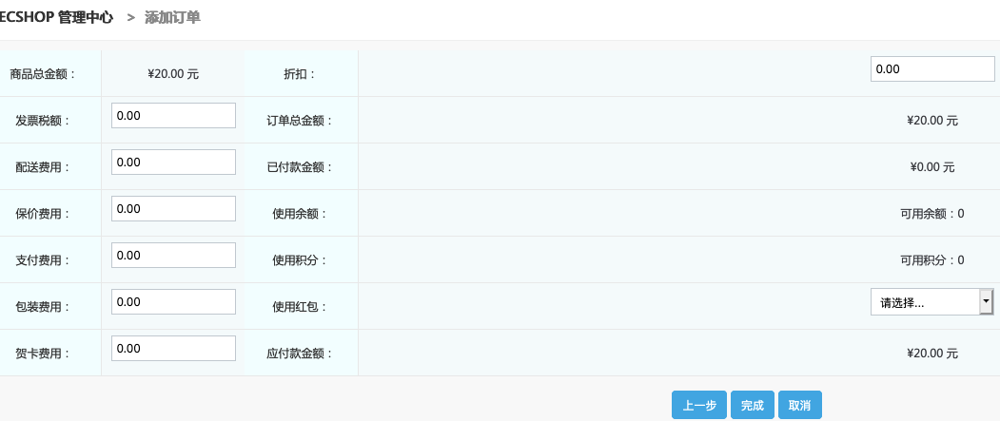 ECSHOP 管理中心 > 添加订单
商品总金额： ¥20.00 元 折扣： 0.00
发票税额： 0.00 订单总金额： ¥20.00 元
配送费用： 0.00 已付款金额： ¥0.00 元
保价费用： 0.00 使用余额： 可用余额：0
支付费用： 0.00 使用积分： 可用积分：0
包装费用： 0.00 使用红包： 请选择...
贺卡费用： 0.00 应付款金额： ¥20.00 元
上一步 完成 取消